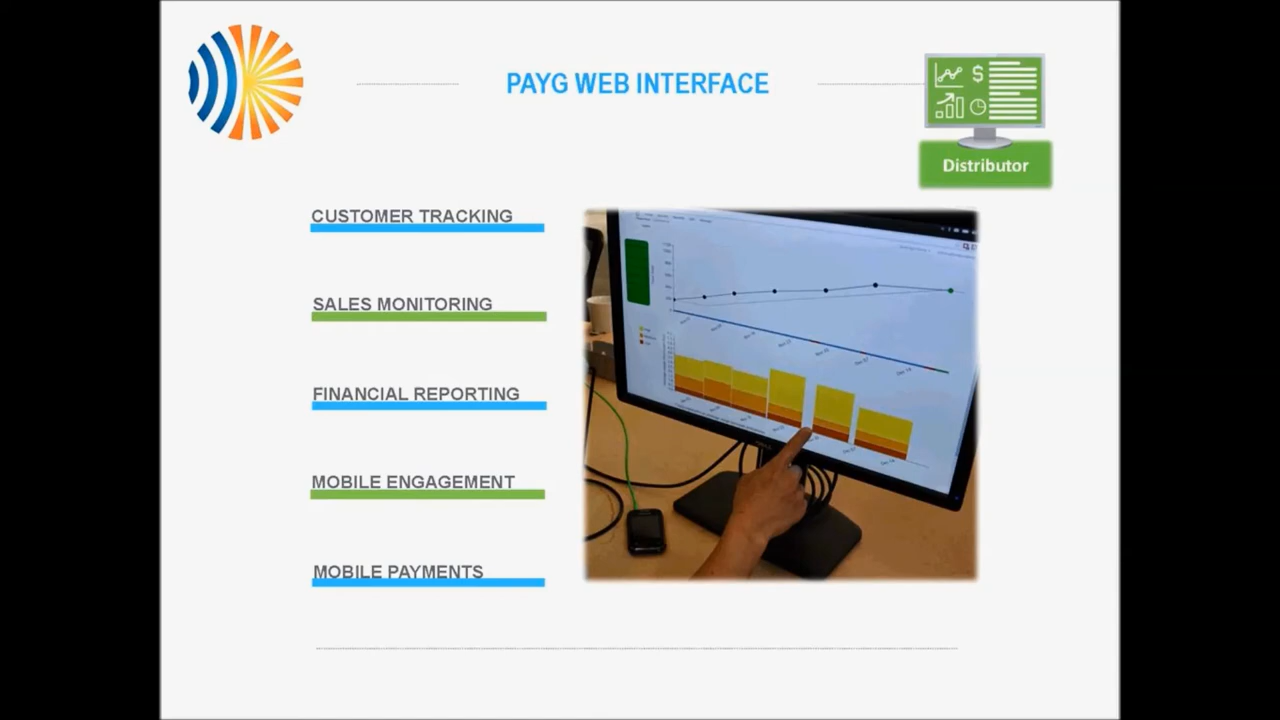 PAYG WEB INTERFACE
$
Distributor
CUSTOMER TRACKING
SALES MONITORING
FINANCIAL REPORTING
MOBILE ENGAGEMENT
MOBILE PAYMENTS